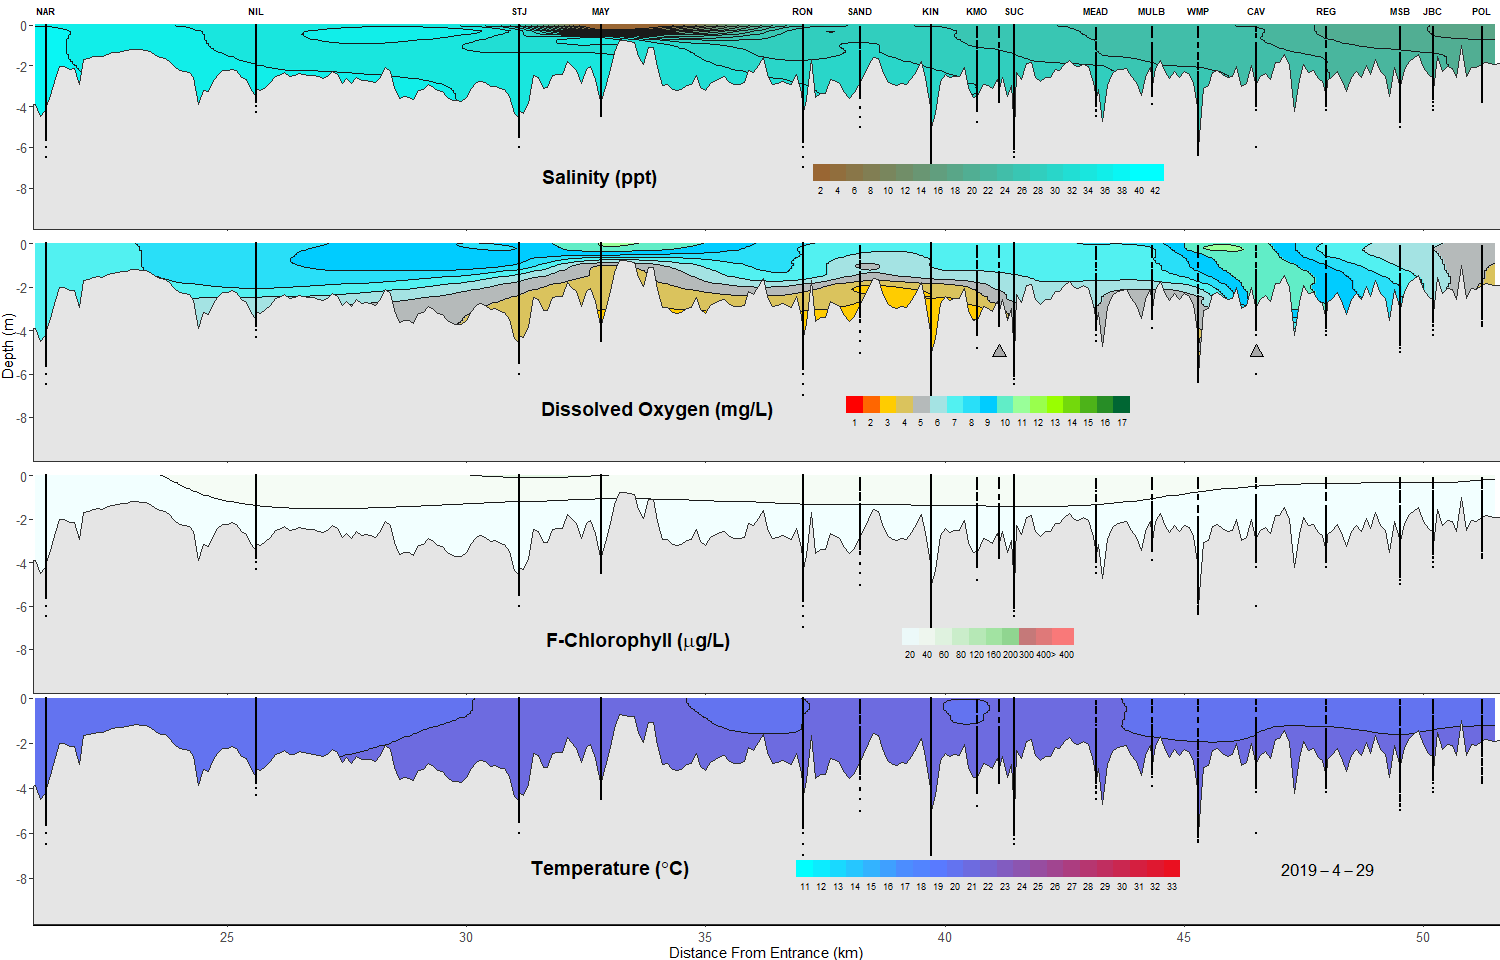 NAR NIL STJ MAY RON SAND KIN KMO SUC MEAD MULB WMP CAV REG MSB JBC POL
0
-2
-4
-6
-8
Salinity (ppt)
2 4 6 8 10 12 14 16 18 20 22 24 26 28 30 32 34 36 38 40 42
0
-2
-4
-6
-8
Dissolved Oxygen (mg/L)
1 2 3 4 5 6 7 8 9 10 11 12 13 14 15 16 17
Depth (m)
0
-2
-4
-6
-8
F-Chlorophyll (μg/L)
20 40 60 80 120 160 200 300 400 > 400
0
-2
-4
-6
-8
Temperature (°C)
11 12 13 14 15 16 17 18 19 20 21 22 23 24 25 26 27 28 29 30 31 32 33
2019 – 4 – 29
25 30 35 40 45 50
Distance From Entrance (km)